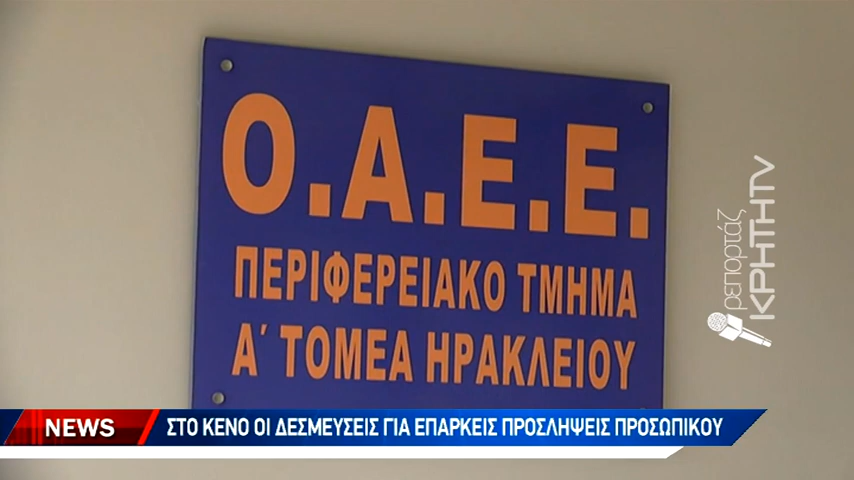 Ο.Α.Ε.Ε.
ΠΕΡΙΦΕΡΕΙΑΚΟ ΤΜΗΜΑ
Α΄ ΤΟΜΕΑ ΗΡΑΚΛΕΙΟΥ
ρεπορτάζ
ΚΡΗΤΗTV
NEWS
ΣΤΟ ΚΕΝΟ ΟΙ ΔΕΣΜΕΥΣΕΙΣ ΓΙΑ ΕΠΑΡΚΕΙΣ ΠΡΟΣΛΗΨΕΙΣ ΠΡΟΣΩΠΙΚΟΥ